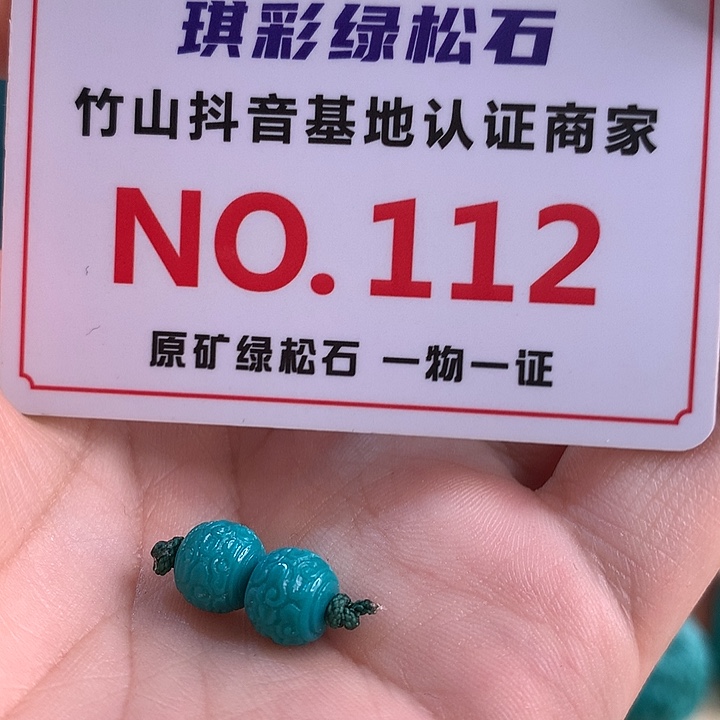 琪彩绿松石
竹山抖音基地认证商家
NO.112
原矿绿松石 一物一证